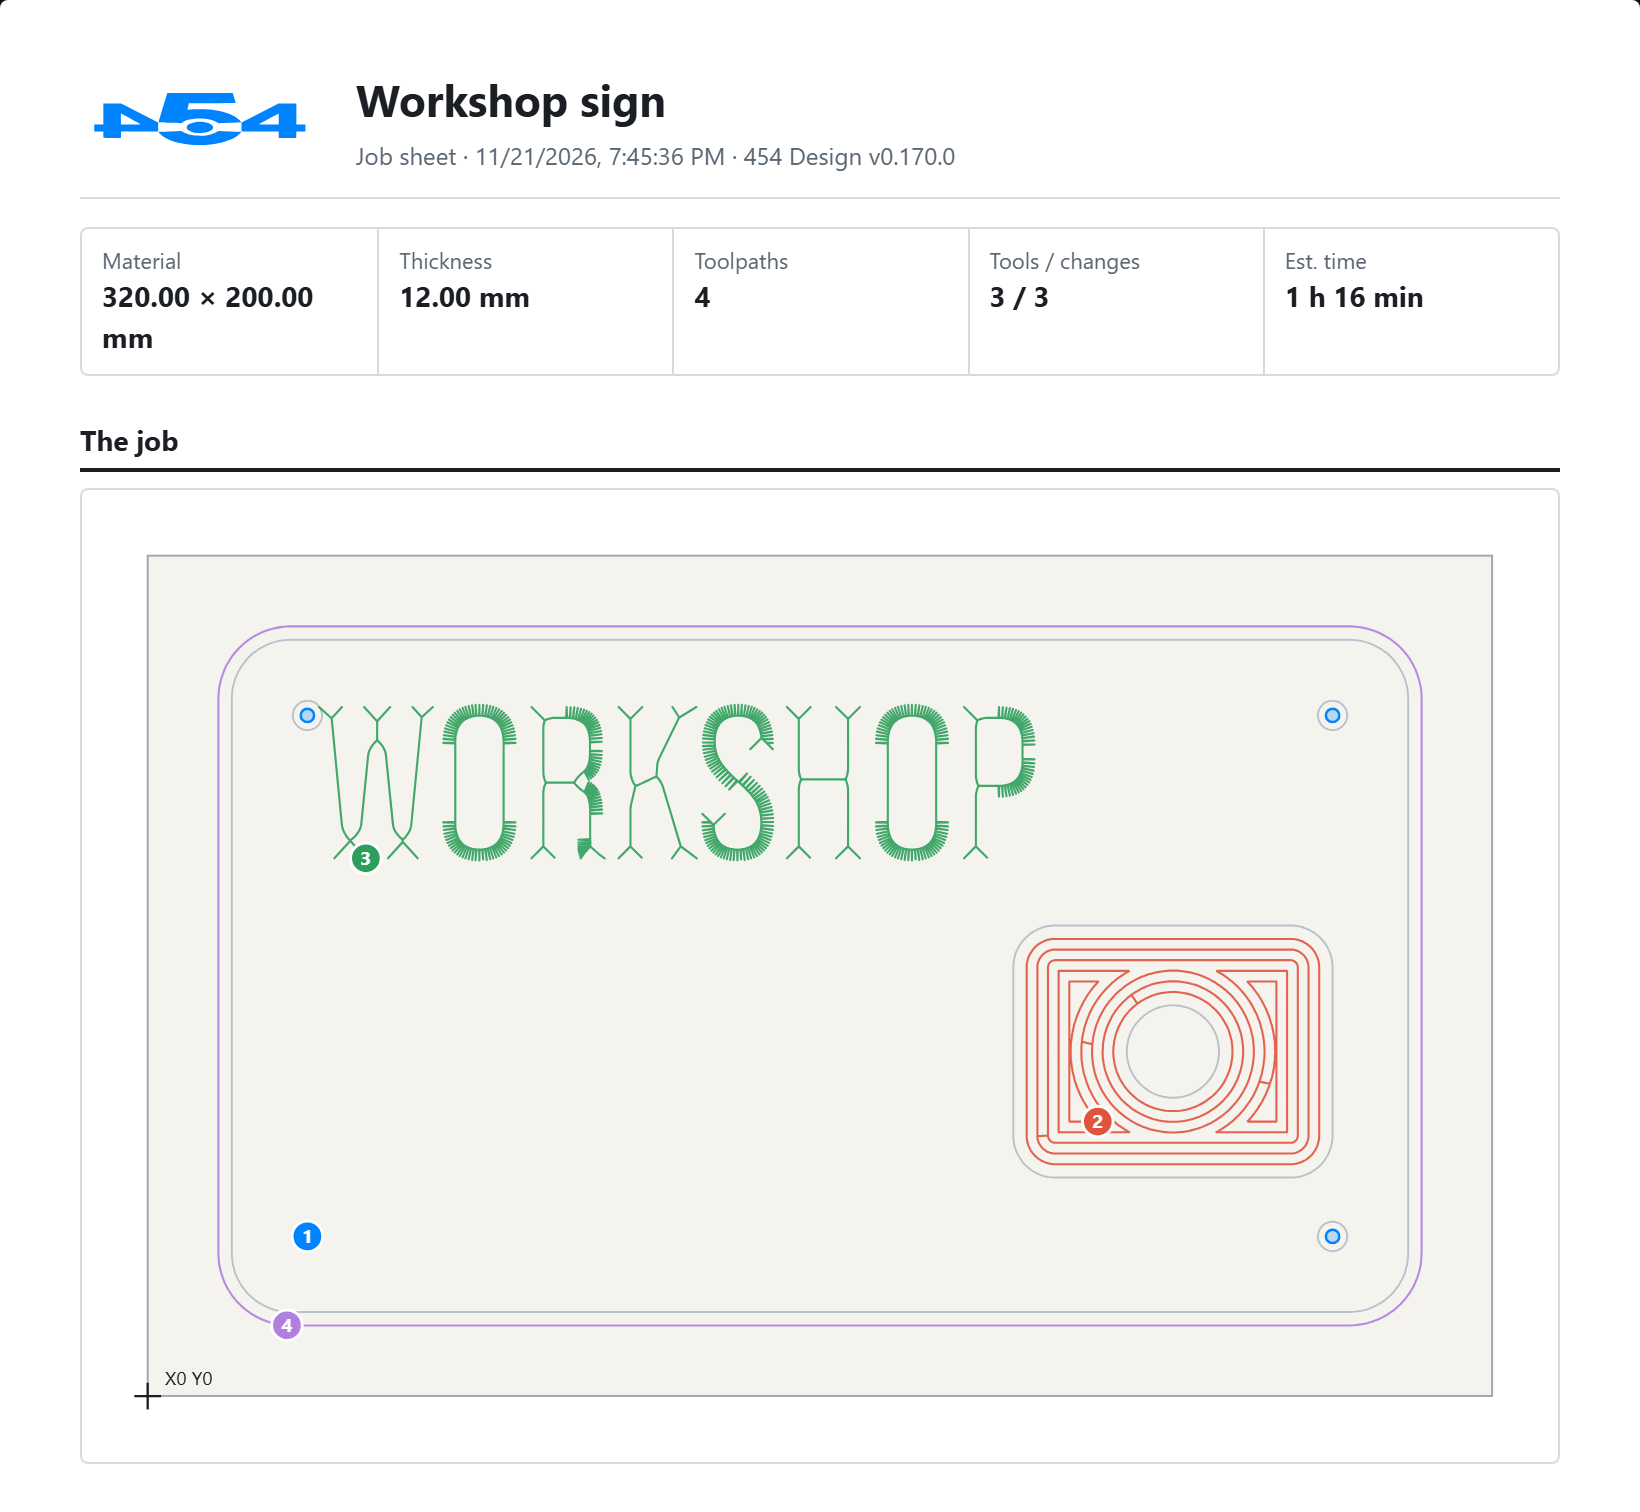 454
Workshop sign
Job sheet · 11/21/2026, 7:45:36 PM · 454 Design v0.170.0
Material
320.00 × 200.00
mm
Thickness
12.00 mm
Toolpaths
4
Tools / changes
3 / 3
Est. time
1 h 16 min
The job
WORKSHOP
3
2
1
4
X0 Y0